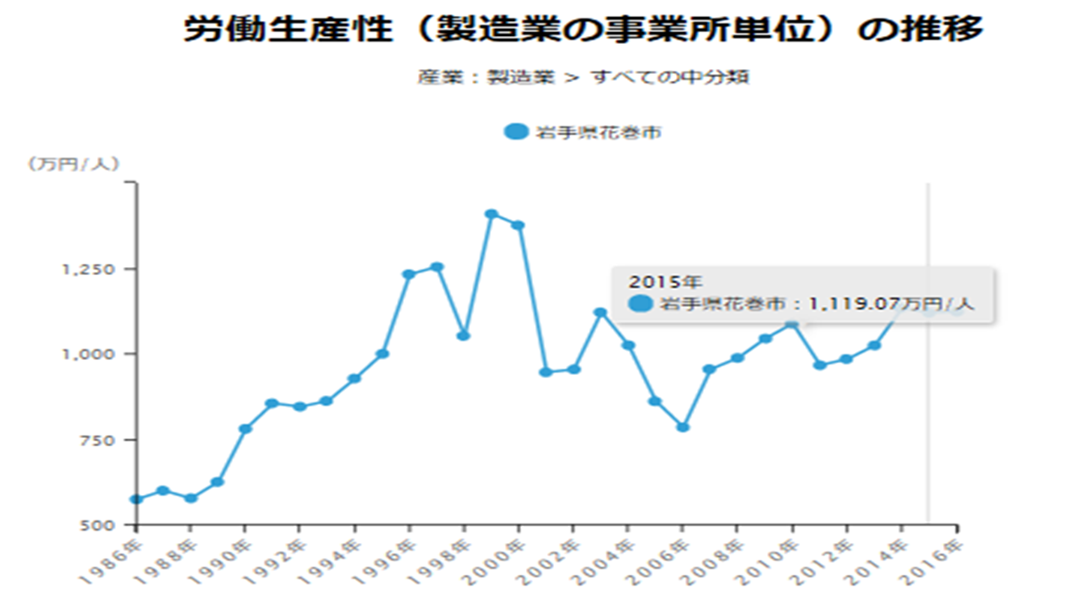 労働生産性（製造業の事業所単位）の推移
産業：製造業 > すべての中分類
岩手県花巻市
（万円/人）
1,250
1,000
750
500
2015年
岩手県花巻市：1,119.07万円/人
1986年
1988年
1990年
1992年
1994年
1996年
1998年
2000年
2002年
2004年
2006年
2008年
2010年
2012年
2014年
2016年